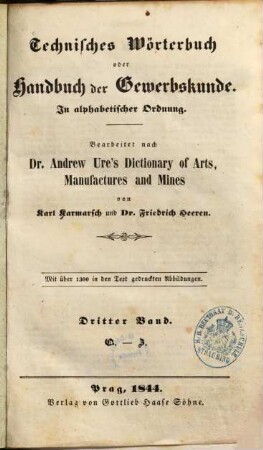 Technisches Wörterbuch
oder
Handbuch der Gewerbskunde.
In alphabetischer Ordnung.
Bearbeitet nach
Dr. Andrew Ure's Dictionary of Arts,
Manufactures and Mines
von
Karl Karmarsch und Dr. Friedrich Heeren.
Mit über 1300 in den Text gedruckten Abbildungen.
Dritter Band.
Q. — Z.
Prag, 1844.
Verlag von Gottlieb Haase Söhne.